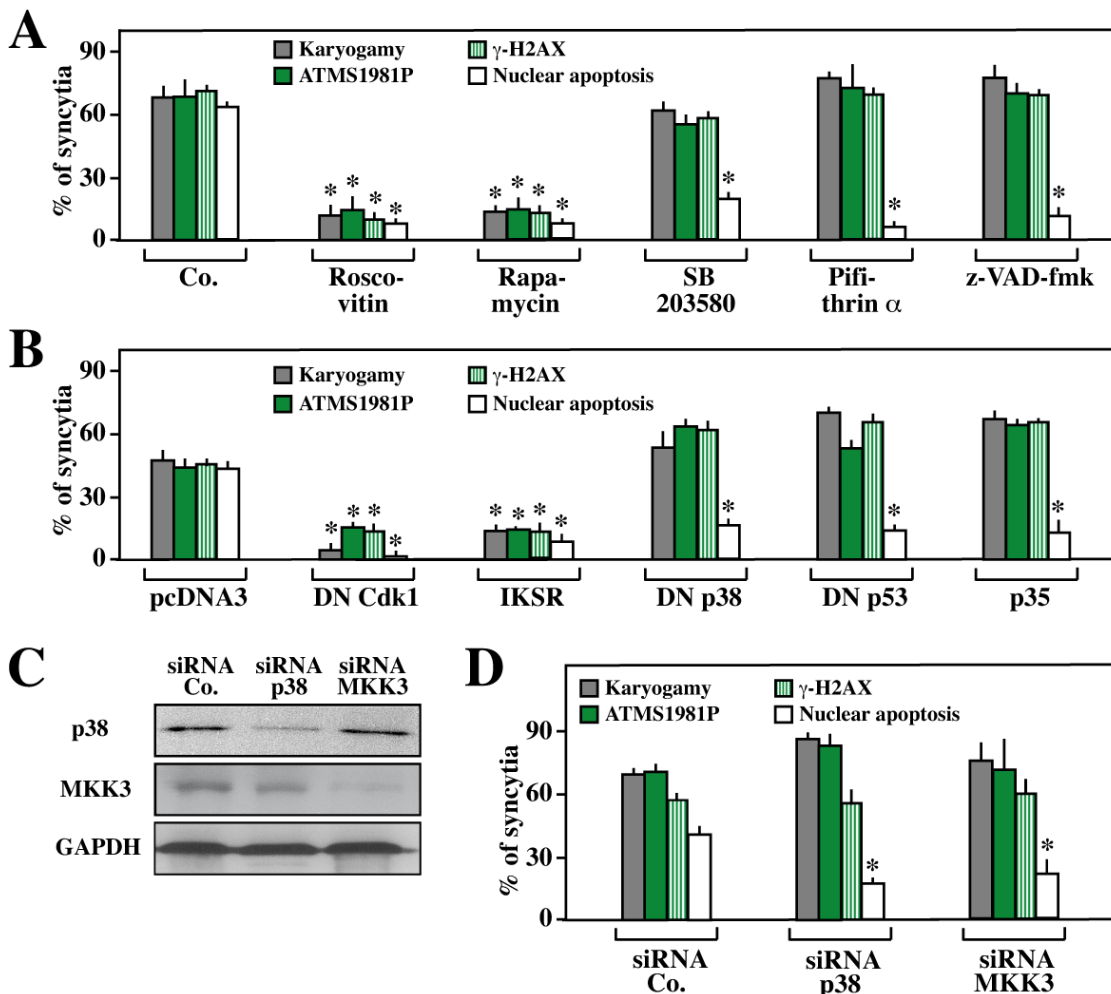 A
% of syncytia
90
60
30
0
Karyogamy
ATMS1981P
γ-H2AX
Nuclear apoptosis
* * * *
* * * *
*
*
*
Co.
Rosco-
vitin
Rapa-
mycin
SB
203580
Pifi-
thrin α
z-VAD-fmk
B
% of syncytia
90
60
30
0
Karyogamy
ATMS1981P
γ-H2AX
Nuclear apoptosis
* * * *
* * * *
*
*
*
pcDNA3
DN Cdk1
IKSR
DN p38
DN p53
p35
C
siRNA
Co.
siRNA
p38
siRNA
MKK3
p38
MKK3
GAPDH
D
% of syncytia
90
60
30
0
Karyogamy
ATMS1981P
γ-H2AX
Nuclear apoptosis
*
*
siRNA
Co.
siRNA
p38
siRNA
MKK3